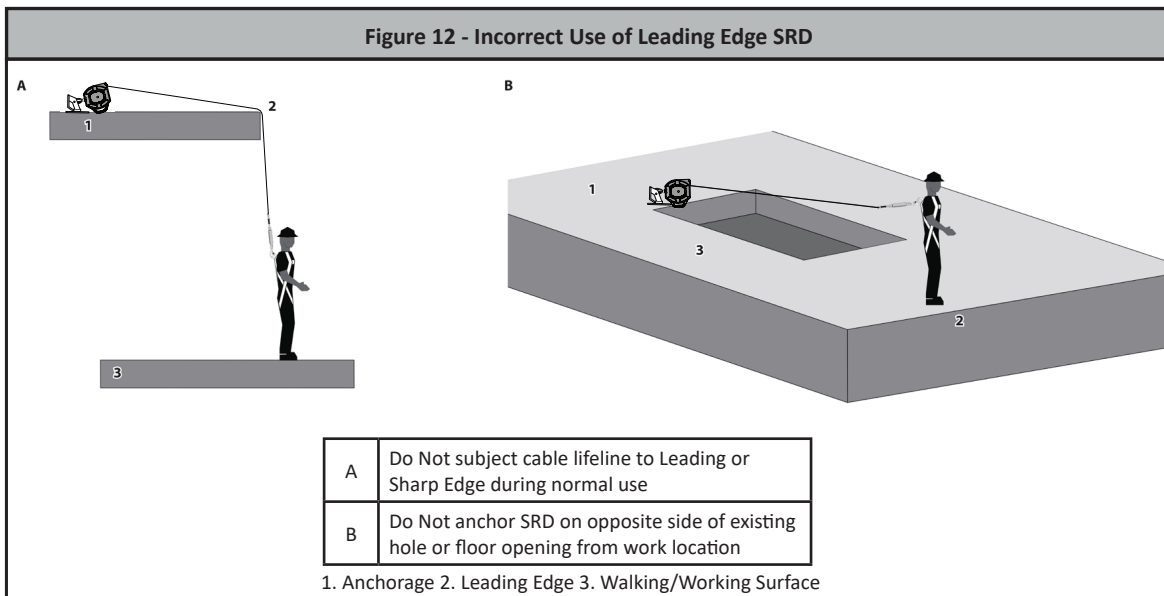 Figure 12 - Incorrect Use of Leading Edge SRD
A
1
2
3
B
1
3
2
A
Do Not subject cable lifeline to Leading or
Sharp Edge during normal use
B
Do Not anchor SRD on opposite side of existing
hole or floor opening from work location
1. Anchorage 2. Leading Edge 3. Walking/Working Surface